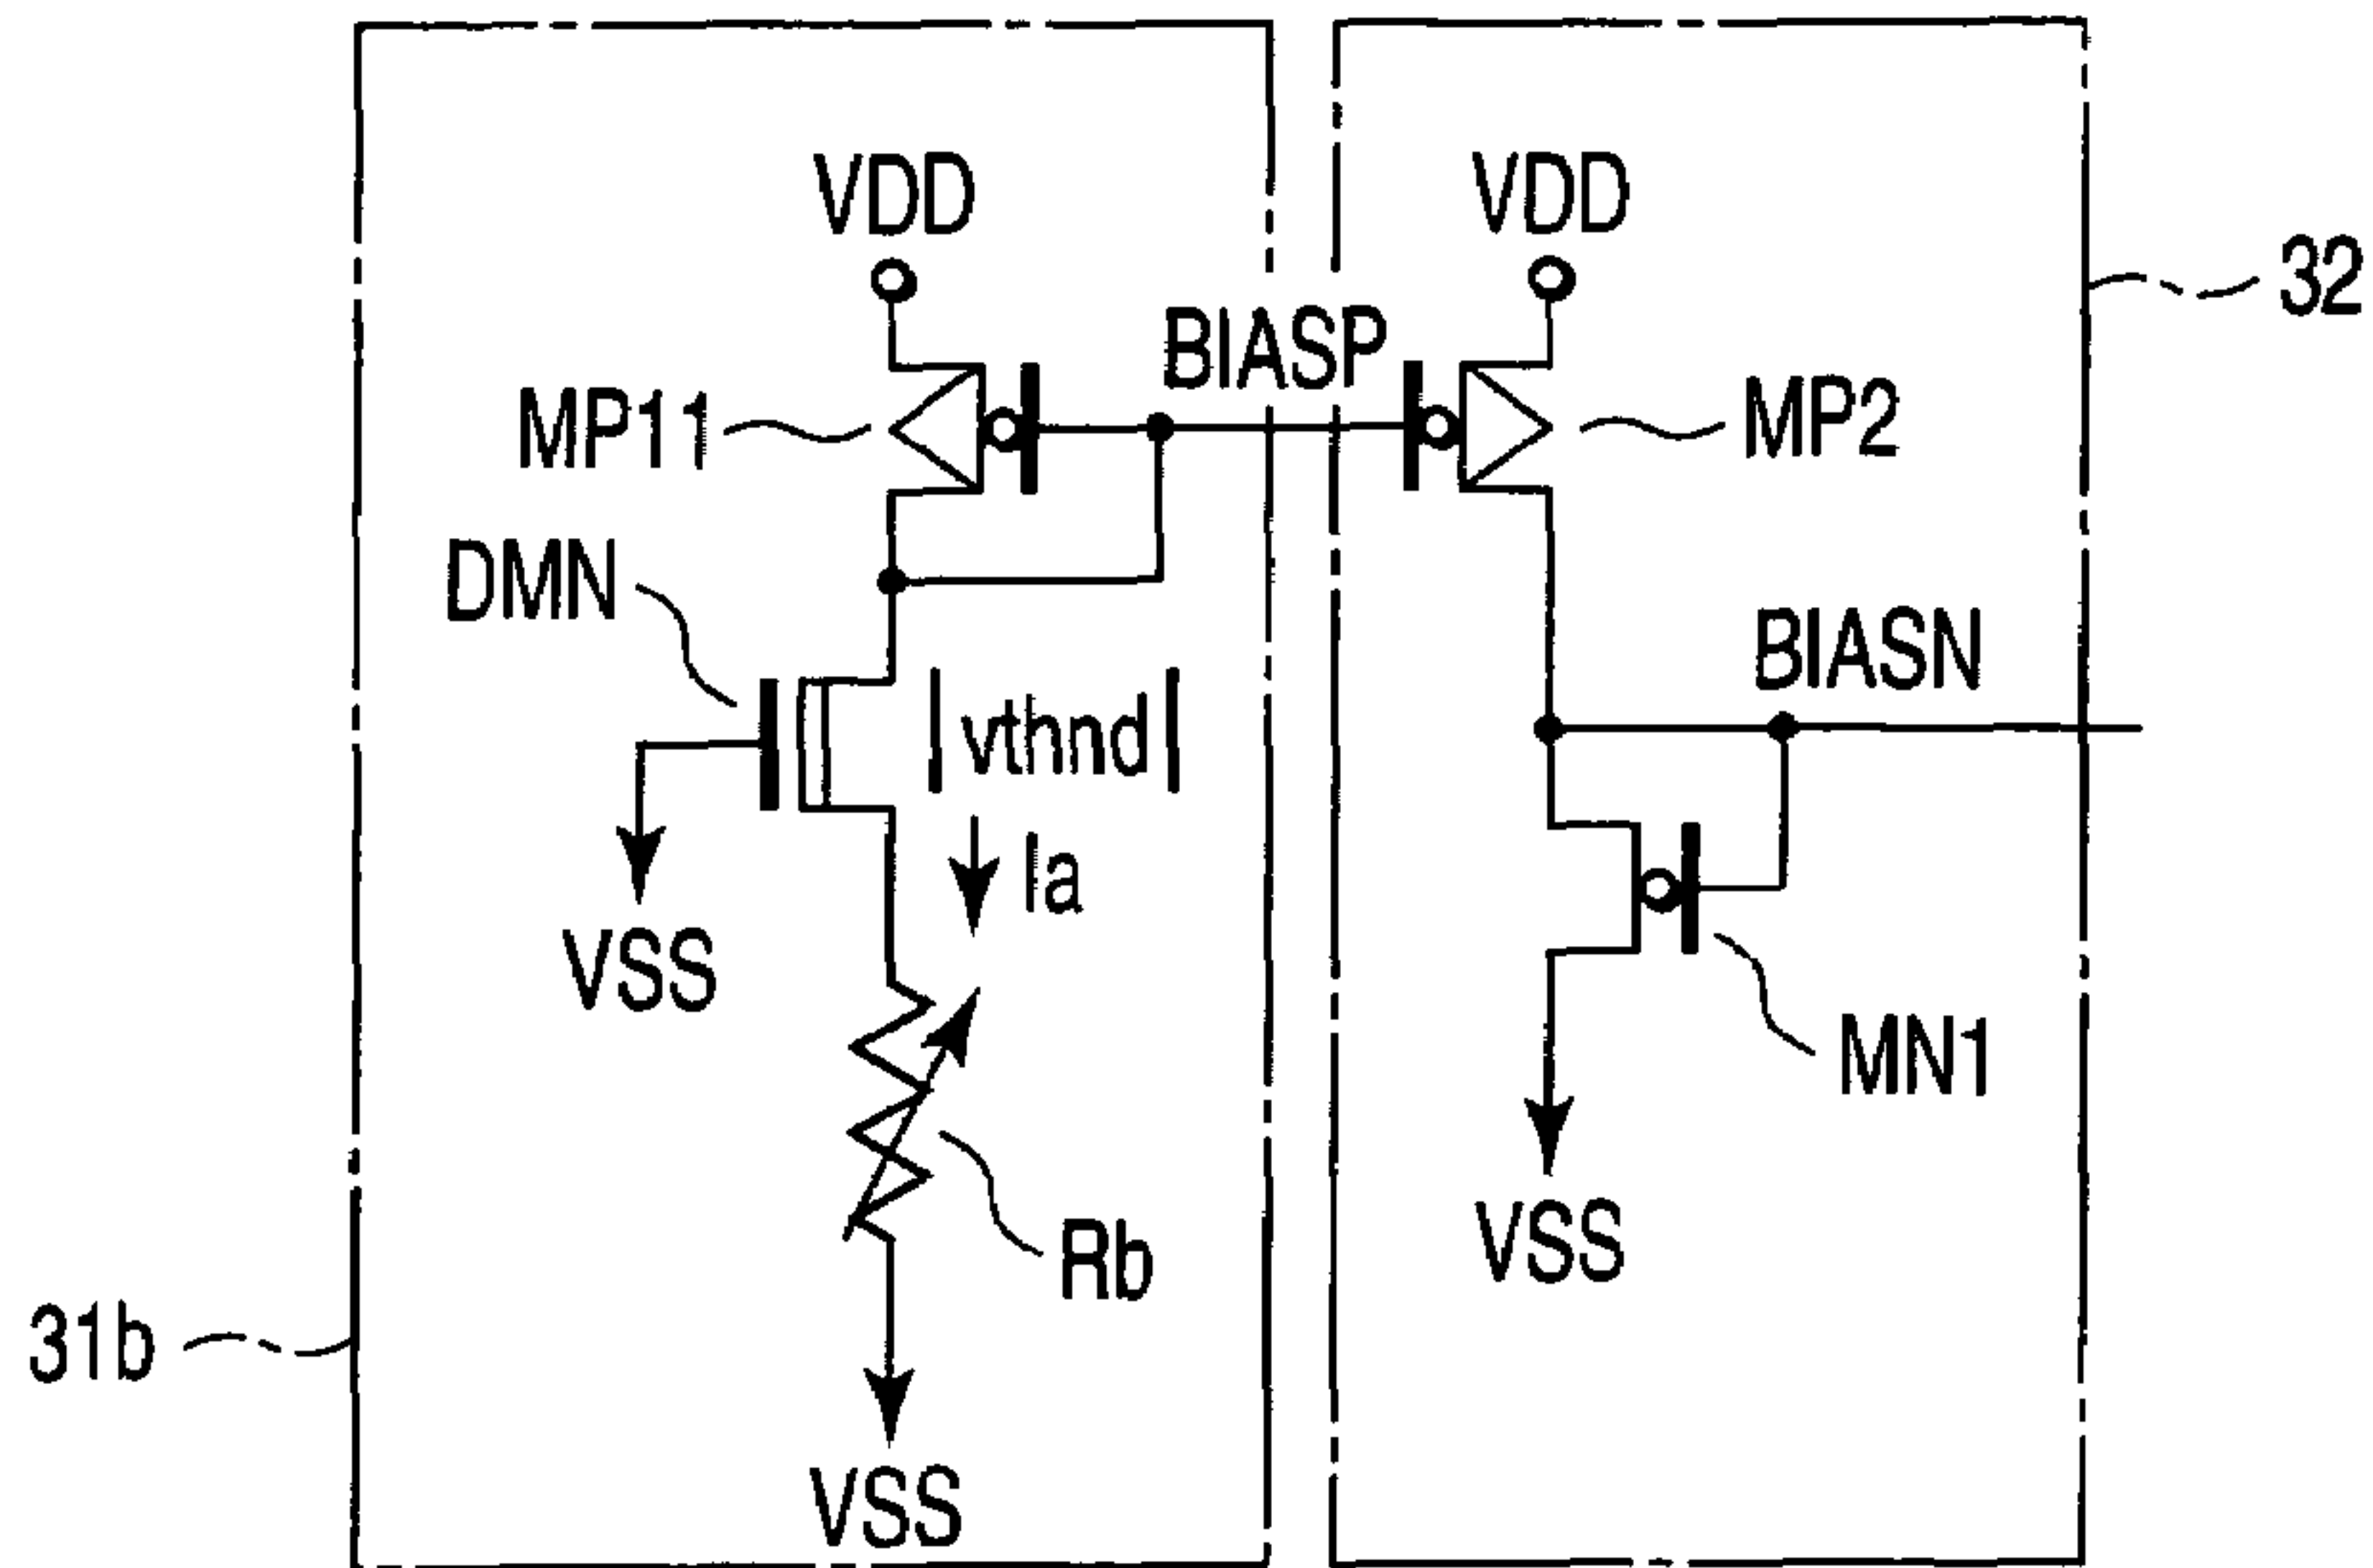 VDD
VDD
32
BIASP
MP11
MP2
DMN
BIASN
|vthnd|
Ia
VSS
MN1
Rb
VSS
31b
VSS